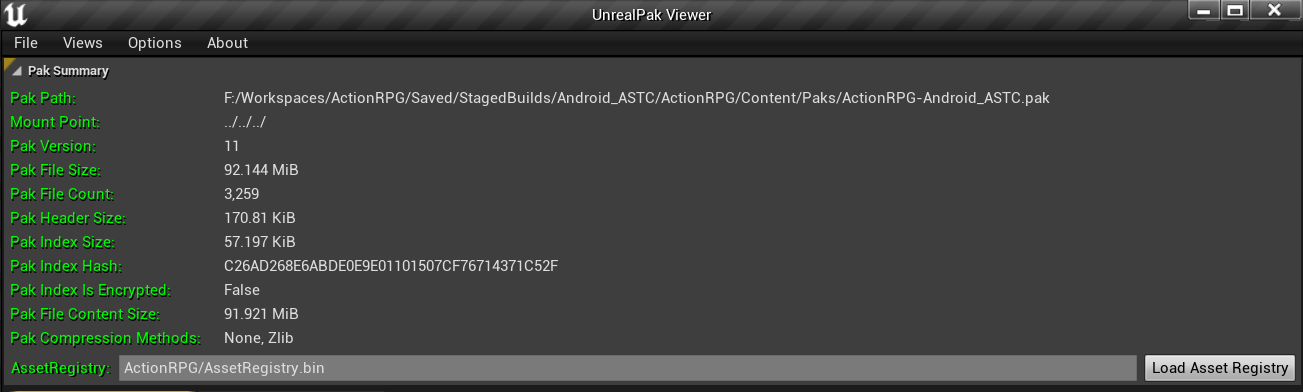 UnrealPak Viewer
File Views Options About
Pak Summary
Pak Path: F:/Workspaces/ActionRPG/Saved/StagedBuilds/Android_ASTC/ActionRPG/Content/Paks/ActionRPG-Android_ASTC.pak
Mount Point: ../../../
Pak Version: 11
Pak File Size: 92.144 MiB
Pak File Count: 3,259
Pak Header Size: 170.81 KiB
Pak Index Size: 57.197 KiB
Pak Index Hash: C26AD268E6ABDE0E9E01101507CF76714371C52F
Pak Index Is Encrypted: False
Pak File Content Size: 91.921 MiB
Pak Compression Methods: None, Zlib
AssetRegistry: ActionRPG/AssetRegistry.bin Load Asset Registry